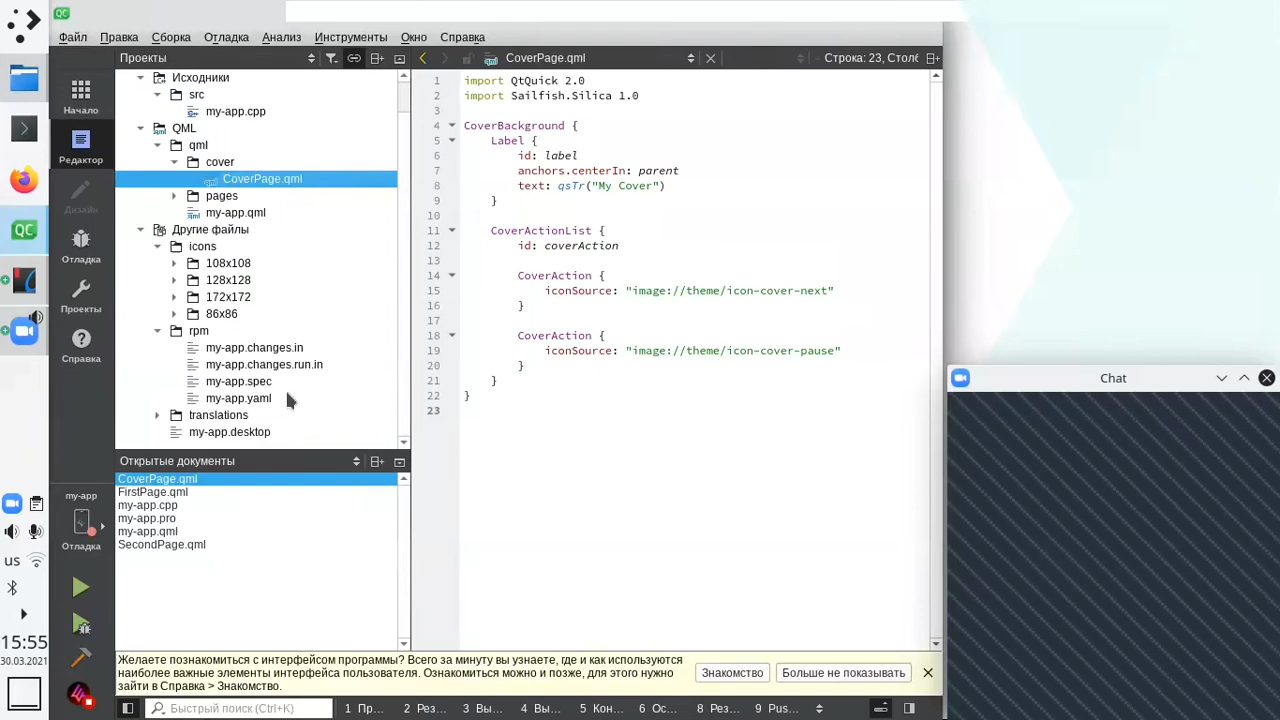 QC
Файл Правка Сборка Отладка Анализ Инструменты Окно Справка
Проекты
CoverPage.qml
Строка: 23, Столб
Начало
Редактор
Дизайн
Отладка
Проекты
Справка
Исходники
src
my-app.cpp
QML
qml
cover
CoverPage.qml
pages
my-app.qml
Другие файлы
icons
108x108
128x128
172x172
86x86
rpm
my-app.changes.in
my-app.changes.run.in
my-app.spec
my-app.yaml
translations
my-app.desktop
1 import QtQuick 2.0
2 import Sailfish.Silica 1.0
3
4 CoverBackground {
5 Label {
6 id: label
7 anchors.centerIn: parent
8 text: qsTr("My Cover")
9 }
10
11 CoverActionList {
12 id: coverAction
13
14 CoverAction {
15 iconSource: "image://theme/icon-cover-next"
16 }
17
18 CoverAction {
19 iconSource: "image://theme/icon-cover-pause"
20 }
21 }
22 }
23
Chat
Открытые документы
CoverPage.qml
FirstPage.qml
my-app.cpp
my-app.pro
my-app.qml
SecondPage.qml
my-app
Отладка
QC
us
15:55
30.03.2021
Желаете познакомиться с интерфейсом программы? Всего за минуту вы узнаете, где и как используются
наиболее важные элементы интерфейса пользователя. Ознакомиться можно и позже, для этого нужно
зайти в Справка > Знакомство.
Знакомство
Больше не показывать
Быстрый поиск (Ctrl+K)
1 Пр... 2 Рез... 3 Вы... 4 Вы... 5 Кон... 6 Ос... 8 Рез... 9 Pus...